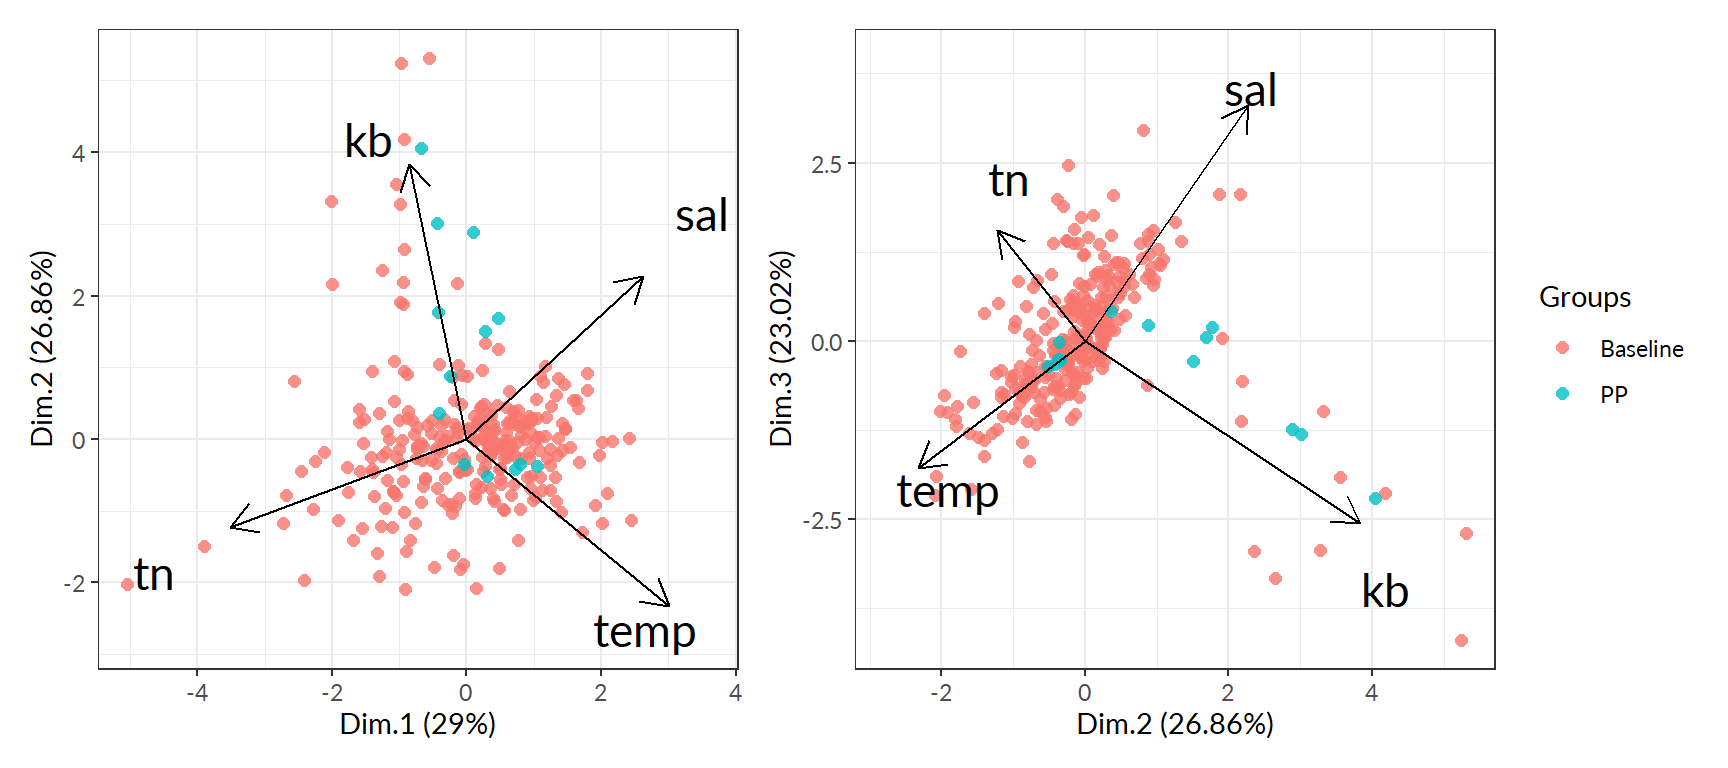 kb
sal
tn
temp
4
2
0
-2
-4
-2
0
2
4
Dim.2 (26.86%)
Dim.1 (29%)
sal
tn
temp
kb
2.5
0.0
-2.5
-2
0
2
4
Dim.3 (23.02%)
Dim.2 (26.86%)
Groups
Baseline
PP